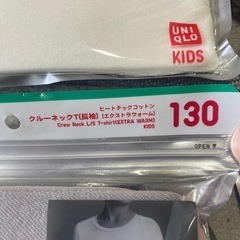 UNI
QLO
KIDS
ヒートテックコットン
クルーネックT(長袖)(エクストラウォーム)
Crew Neck L/S T-shirt(EXTRA WARM)
KIDS
130
OPEN